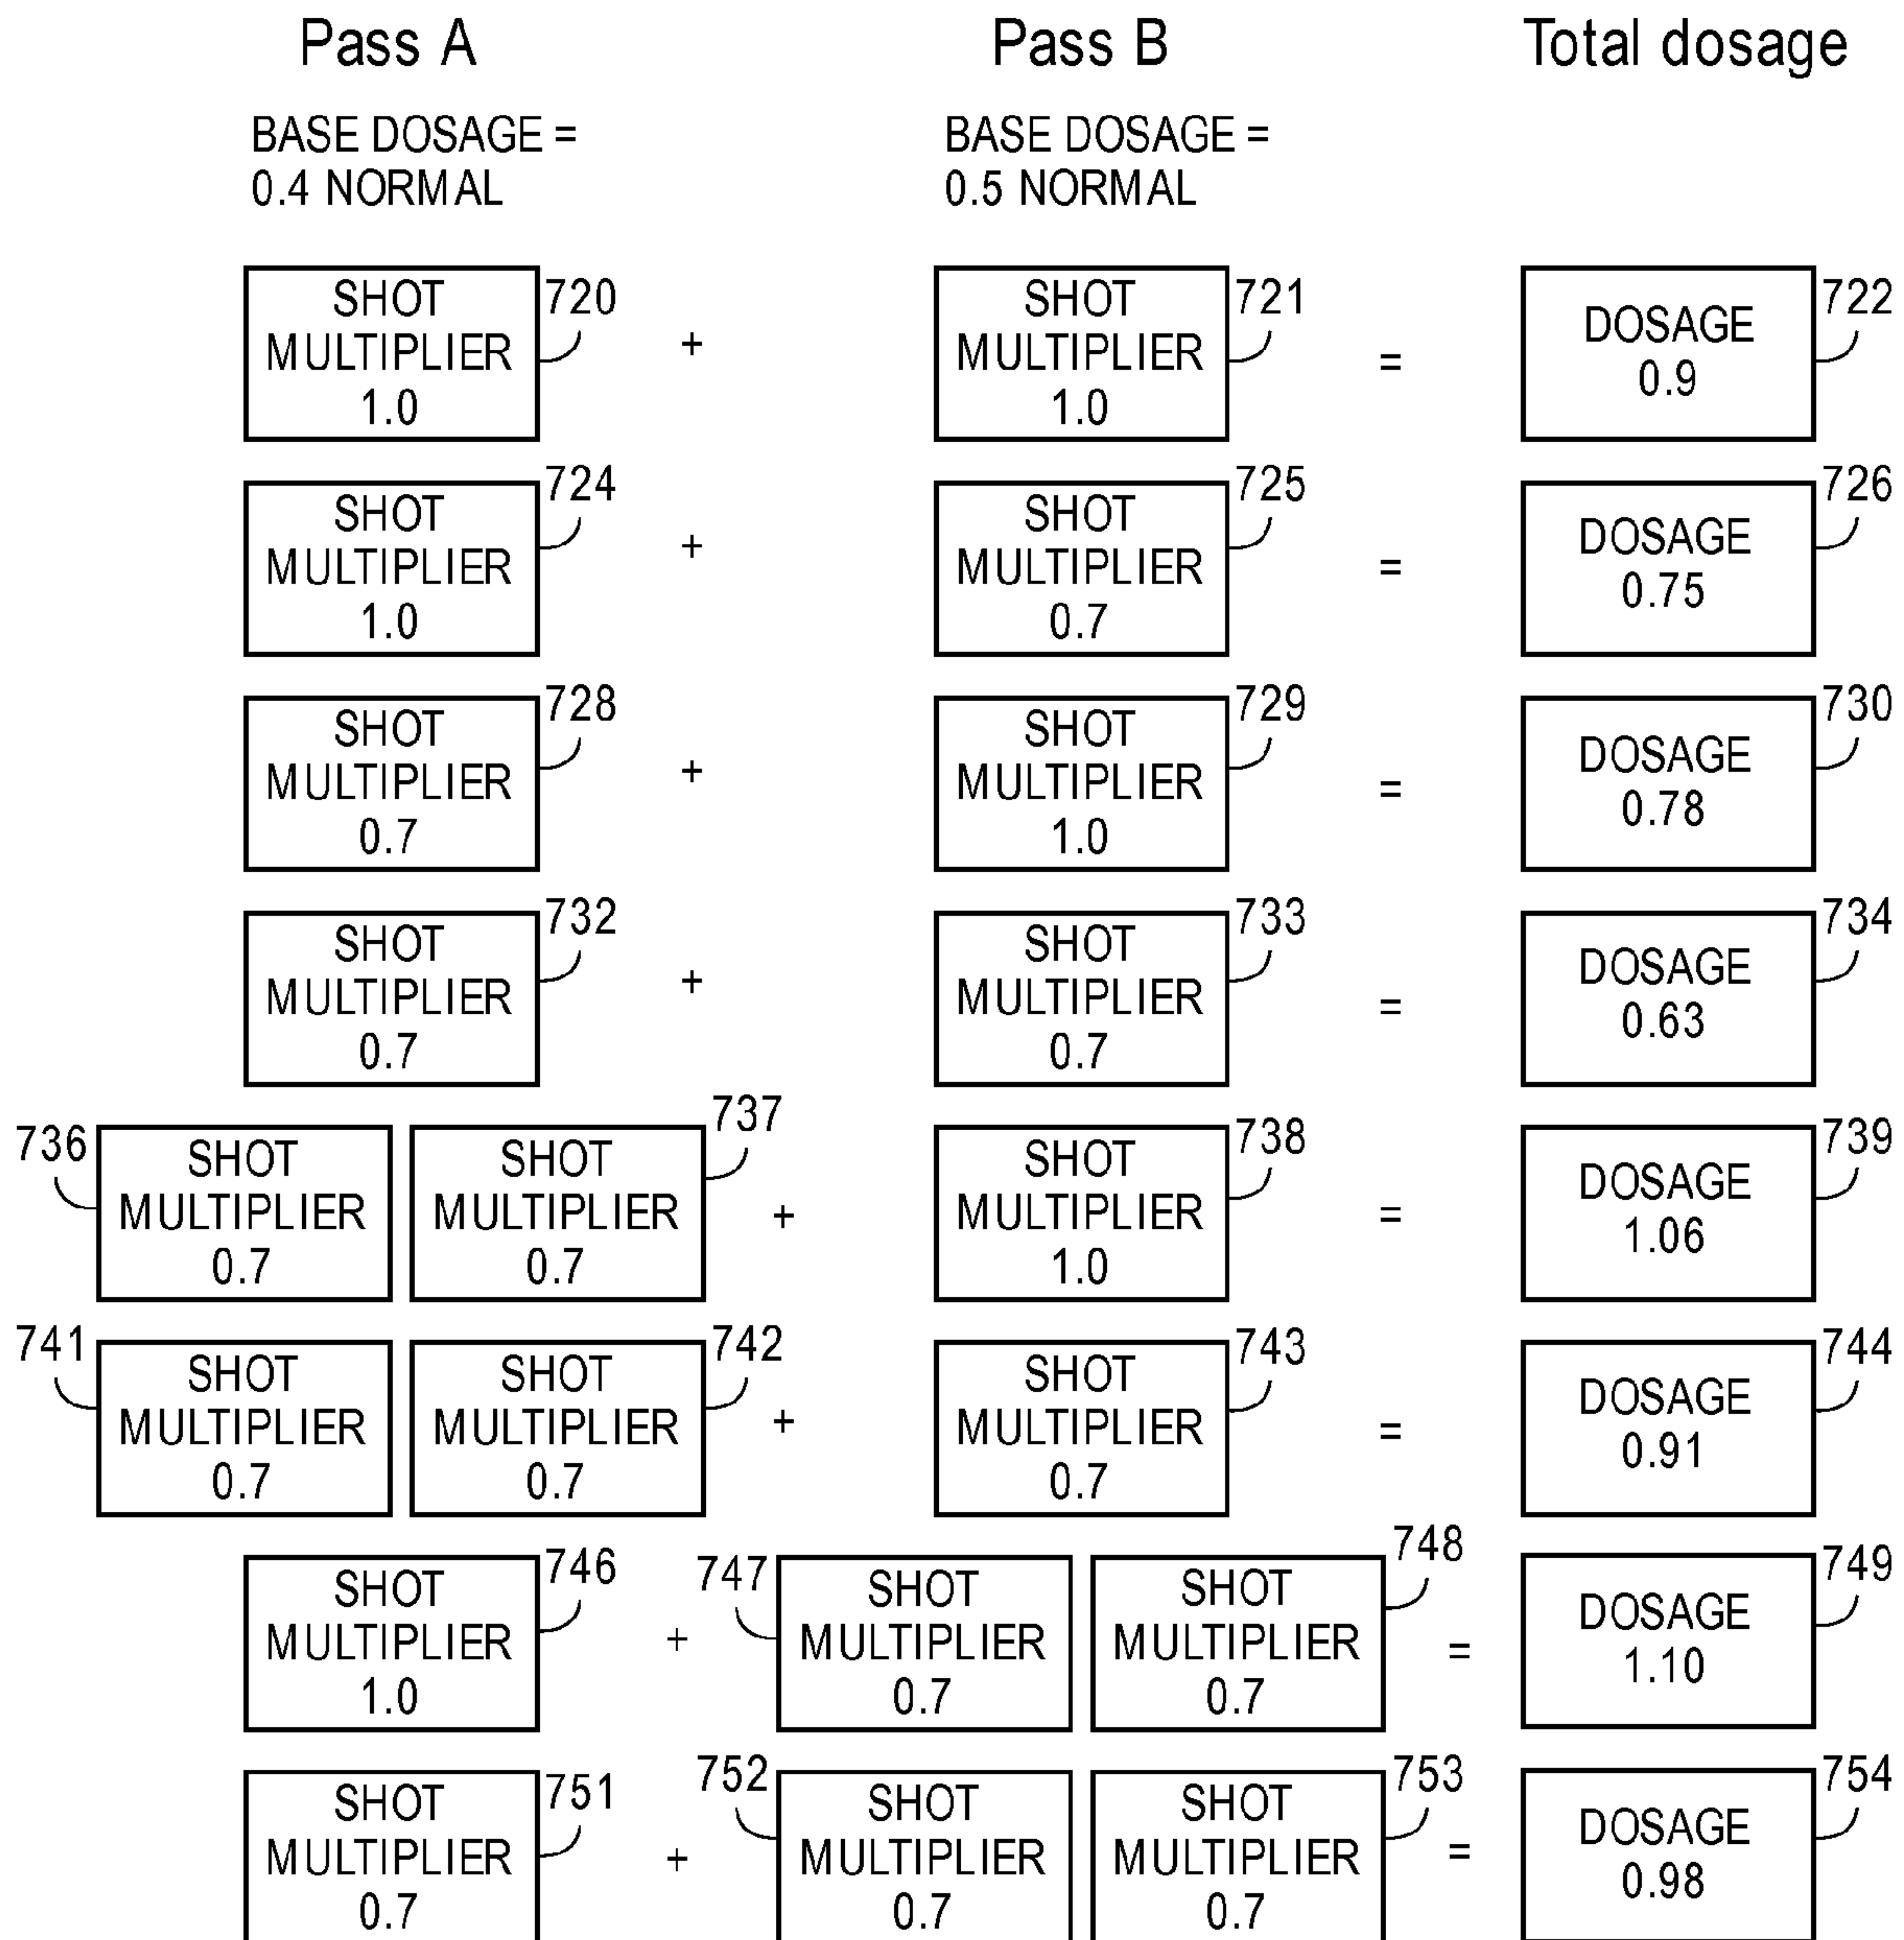 Pass A
Pass B
Total dosage
BASE DOSAGE =
0.4 NORMAL
BASE DOSAGE =
0.5 NORMAL
SHOT
MULTIPLIER
1.0
720
+
SHOT
MULTIPLIER
1.0
721
=
DOSAGE
0.9
722
SHOT
MULTIPLIER
1.0
724
+
SHOT
MULTIPLIER
0.7
725
=
DOSAGE
0.75
726
SHOT
MULTIPLIER
0.7
728
+
SHOT
MULTIPLIER
1.0
729
=
DOSAGE
0.78
730
SHOT
MULTIPLIER
0.7
732
+
SHOT
MULTIPLIER
0.7
733
=
DOSAGE
0.63
734
736
SHOT
MULTIPLIER
0.7
SHOT
MULTIPLIER
0.7
737
+
SHOT
MULTIPLIER
1.0
738
=
DOSAGE
1.06
739
741
SHOT
MULTIPLIER
0.7
SHOT
MULTIPLIER
0.7
742
+
SHOT
MULTIPLIER
0.7
743
=
DOSAGE
0.91
744
SHOT
MULTIPLIER
1.0
746
+
747
SHOT
MULTIPLIER
0.7
SHOT
MULTIPLIER
0.7
748
=
DOSAGE
1.10
749
SHOT
MULTIPLIER
0.7
751
+
752
SHOT
MULTIPLIER
0.7
SHOT
MULTIPLIER
0.7
753
=
DOSAGE
0.98
754